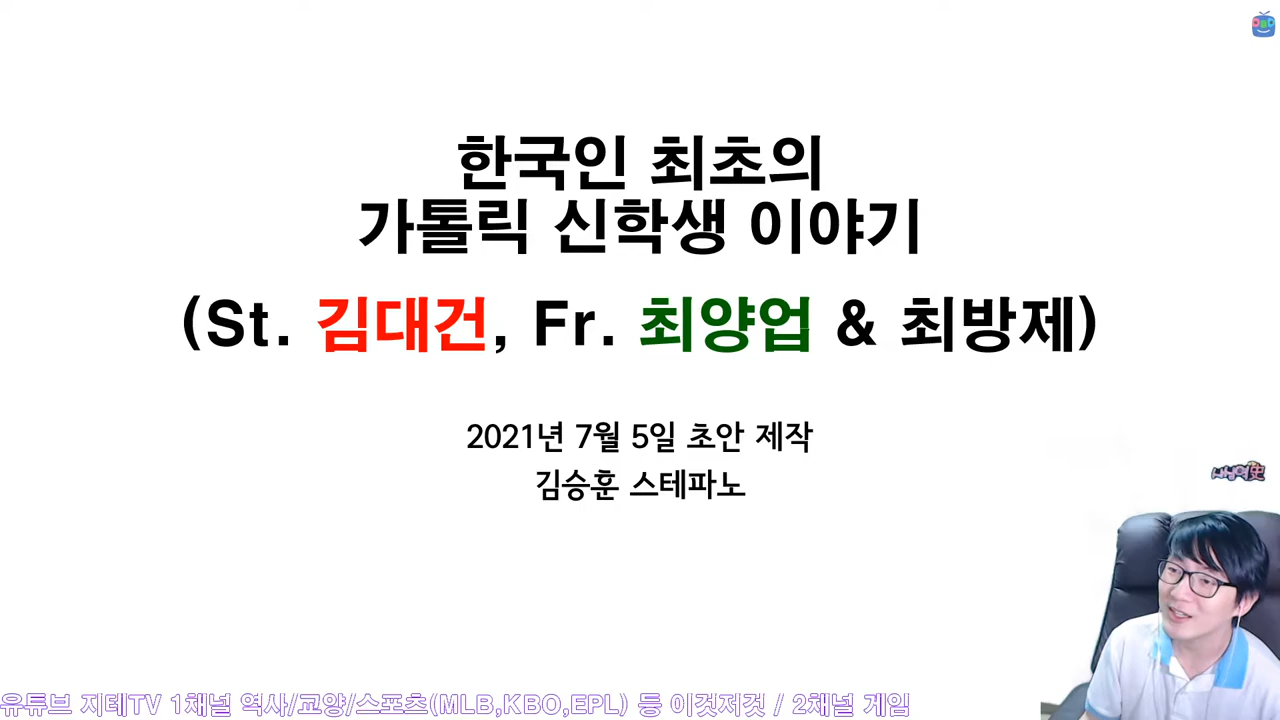 한국인 최초의
가톨릭 신학생 이야기
(St. 김대건, Fr. 최양업 & 최방제)
2021년 7월 5일 초안 제작
김승훈 스테파노
유튜브 지테TV 1채널 역사/교양/스포츠(MLB,KBO,EPL) 등 이것저것 / 2채널 게임